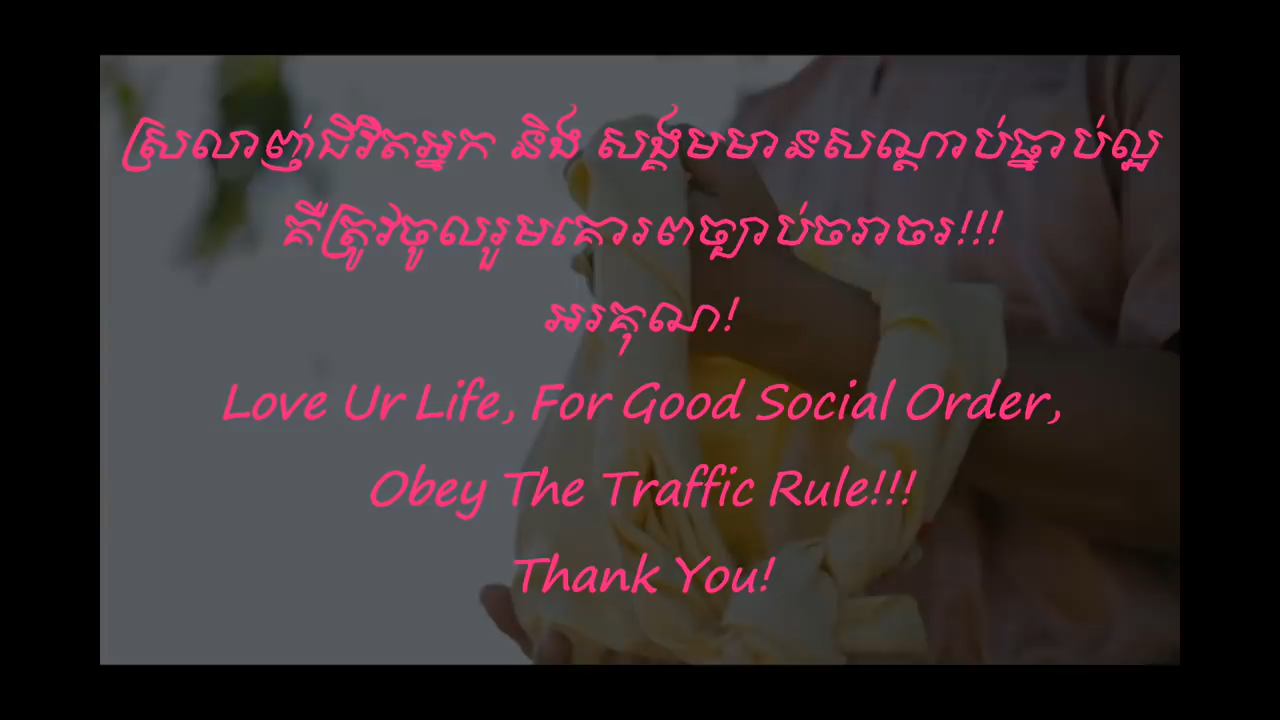 ស្រលាញ់ជីវិតអ្នក និង សង្គមមានសណ្តាប់ធ្នាប់ល្អ
គឺត្រូវចូលរួមគោរពច្បាប់ចរាចរ!!!
អរគុណ!
Love Ur Life, For Good Social Order,
Obey The Traffic Rule!!!
Thank You!